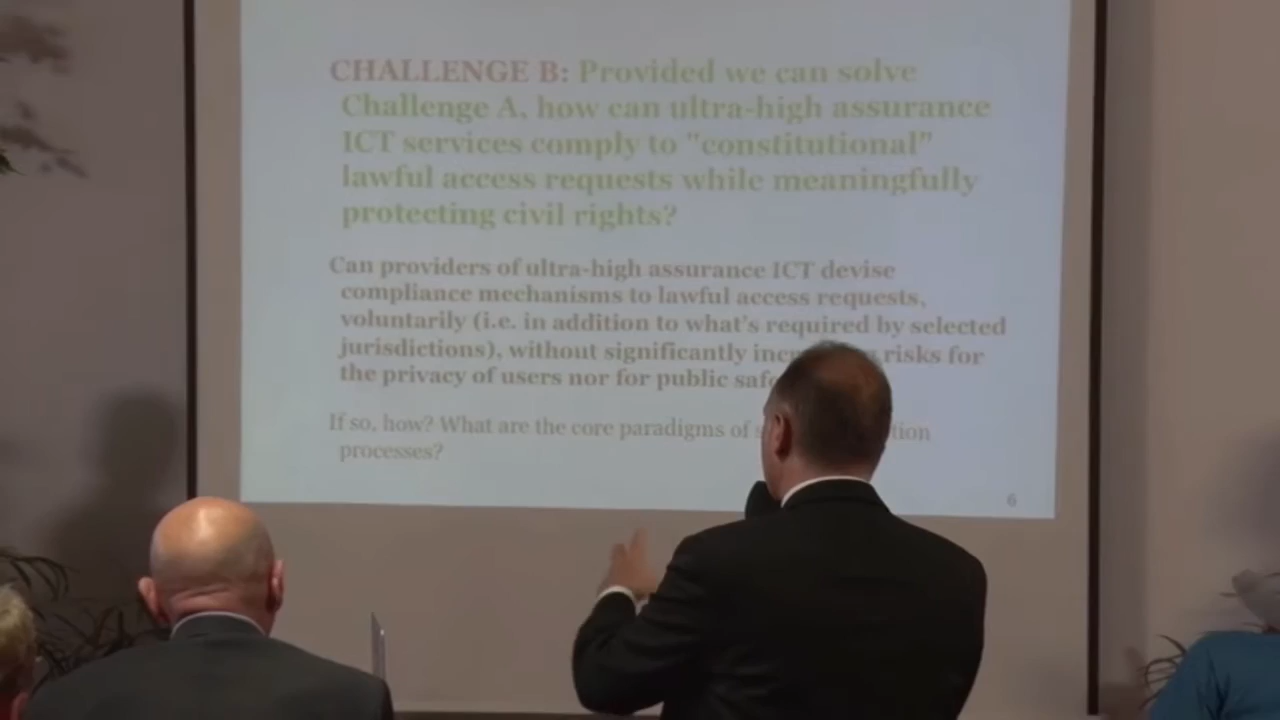 CHALLENGE B: Provided we can solve
Challenge A, how can ultra-high assurance
ICT services comply to "constitutional"
lawful access requests while meaningfully
protecting civil rights?
Can providers of ultra-high assurance ICT devise
compliance mechanisms to lawful access requests,
voluntarily (i.e. in addition to what's required by selected
jurisdictions), without significantly risks for
the privacy of users nor for public
If so, how? What are the core paradigms of
processes?
6